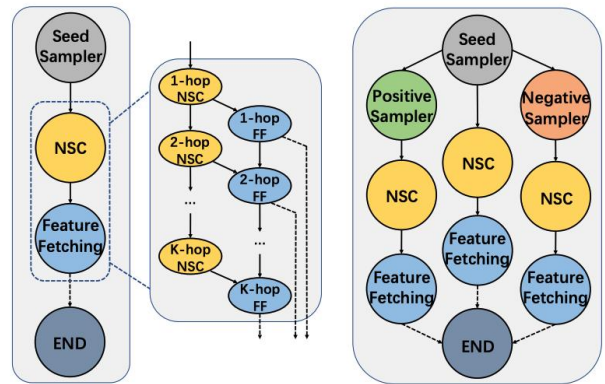 Seed
Sampler
NSC
Feature
Fetching
END
1-hop
NSC
1-hop
FF
2-hop
NSC
2-hop
FF
...
...
K-hop
NSC
K-hop
FF
Seed
Sampler
Positive
Sampler
Negative
Sampler
NSC
NSC
NSC
Feature
Fetching
Feature
Fetching
Feature
Fetching
END